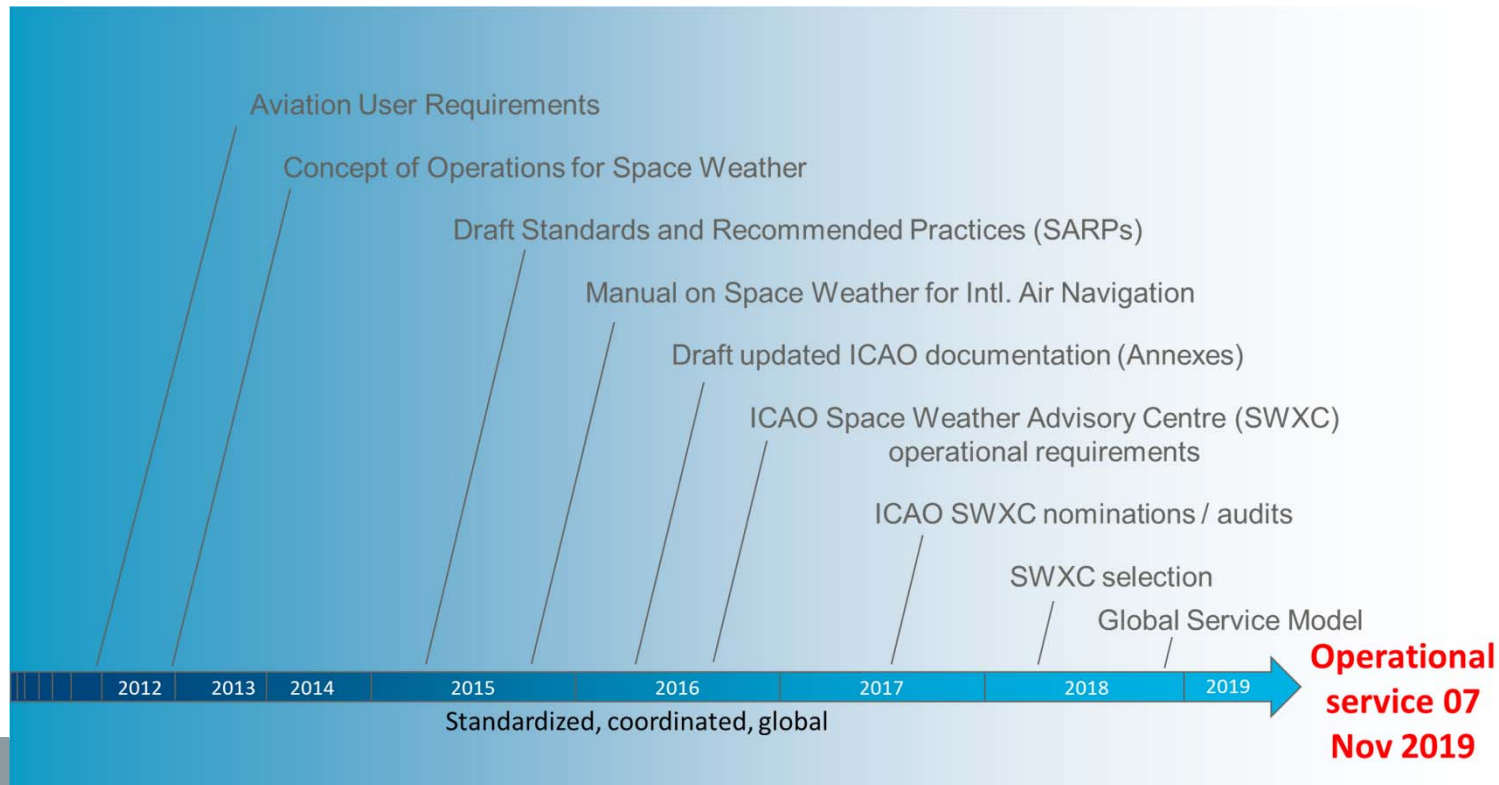 Aviation User Requirements
Concept of Operations for Space Weather
Draft Standards and Recommended Practices (SARPs)
Manual on Space Weather for Intl. Air Navigation
Draft updated ICAO documentation (Annexes)
ICAO Space Weather Advisory Centre (SWXC)
operational requirements
ICAO SWXC nominations / audits
SWXC selection
Global Service Model
2012 2013 2014 2015 2016 2017 2018 2019
Operational
service 07
Nov 2019
Standardized, coordinated, global